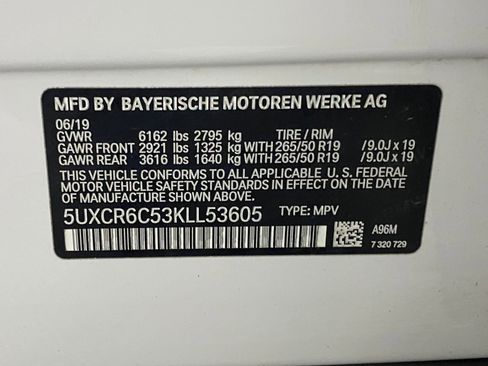 MFD BY BAYERISCHE MOTOREN WERKE AG
06/19
GVWR 6162 lbs 2795 kg TIRE / RIM
GAWR FRONT 2921 lbs 1325 kg WITH 265/50 R19 /9.0J x 19
GAWR REAR 3616 lbs 1640 kg WITH 265/50 R19 /9.0J x 19
THIS VEHICLE CONFORMS TO ALL APPLICABLE U. S. FEDERAL
MOTOR VEHICLE SAFETY STANDARDS IN EFFECT ON THE
DATE OF MANUFACTURE SHOWN ABOVE.
5UXCR6C53KLL53605 TYPE: MPV
A96M
7 320 729